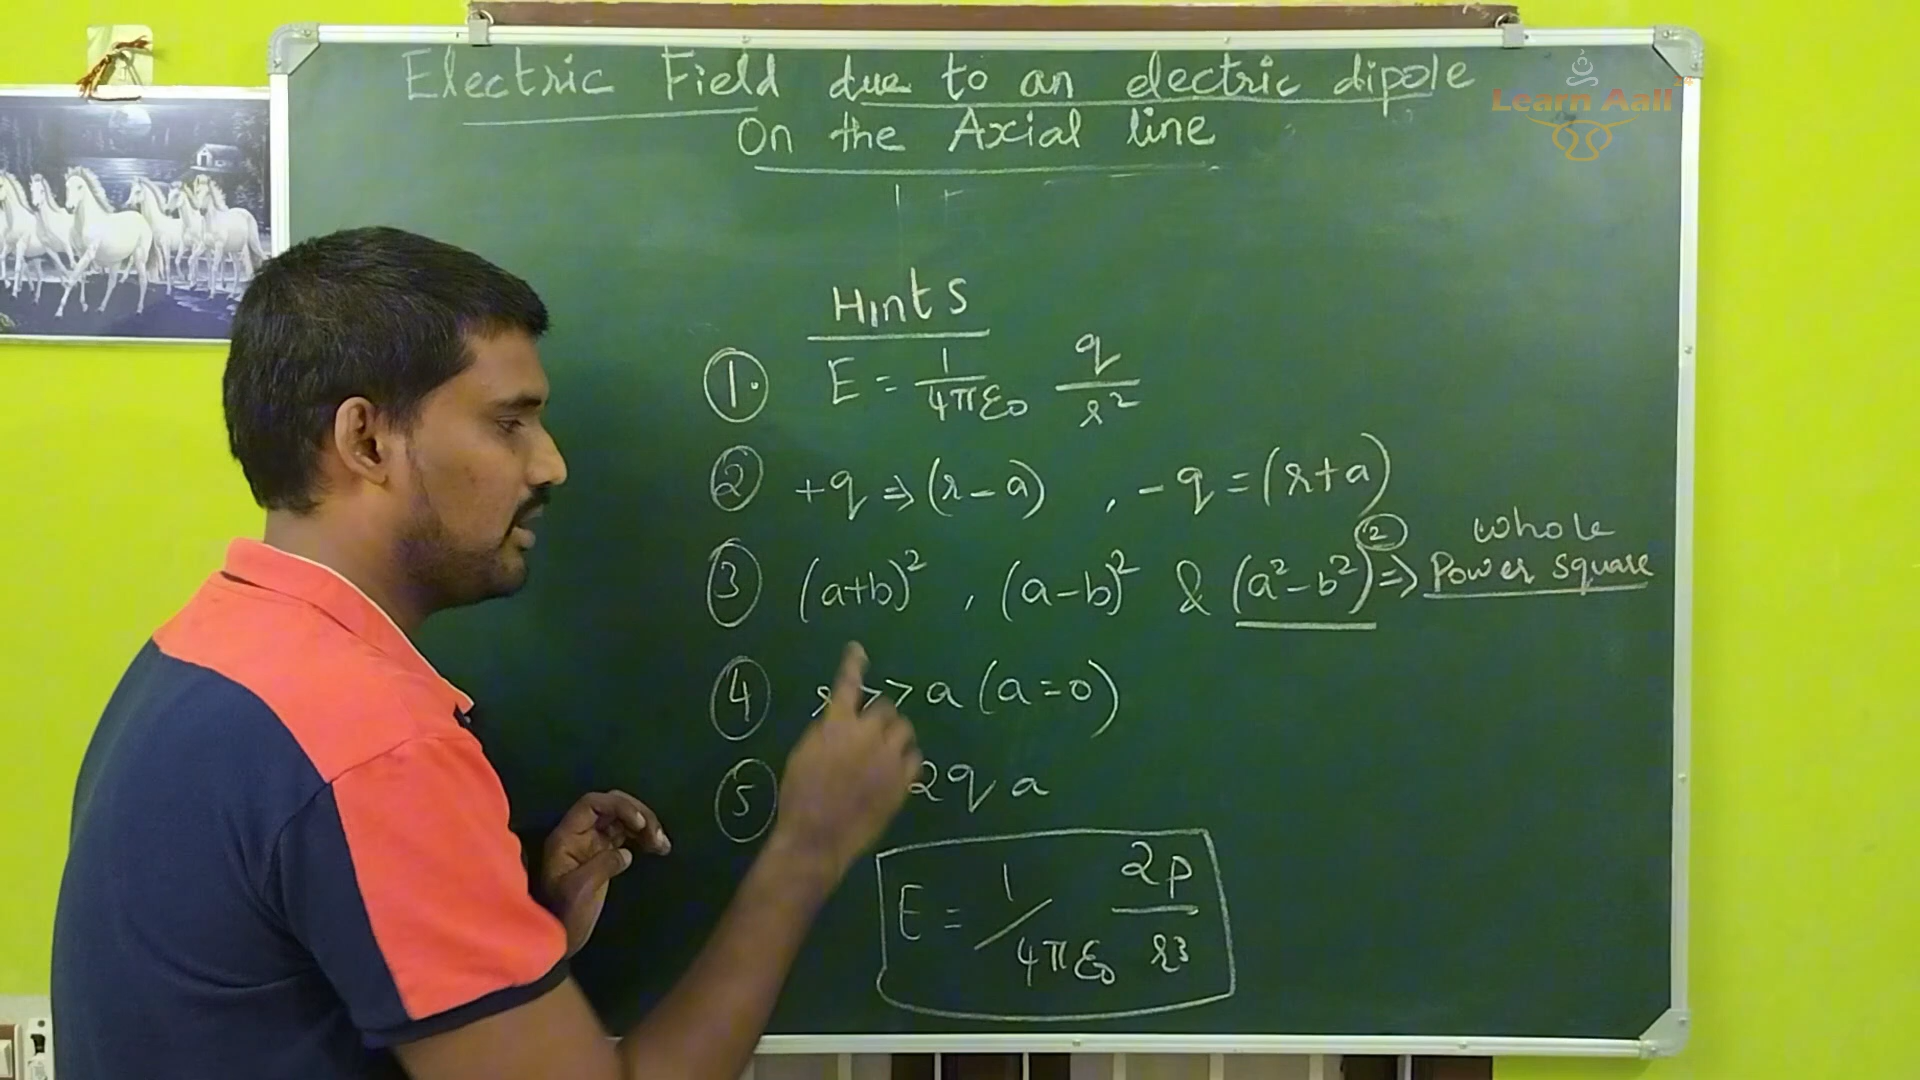 Electric Field due to an electric dipole
On the Axial line
Learn Aall
Hints
① E = 1/4πε₀ q/r²
② +q ⇒ (r - a) , -q = (r+a)
③ (a+b)² , (a-b)² & (a²-b²)² ⇒ whole Power square
④ r >> a (a=0)
⑤ 2qa
E = 1/4πε₀ 2p/r³